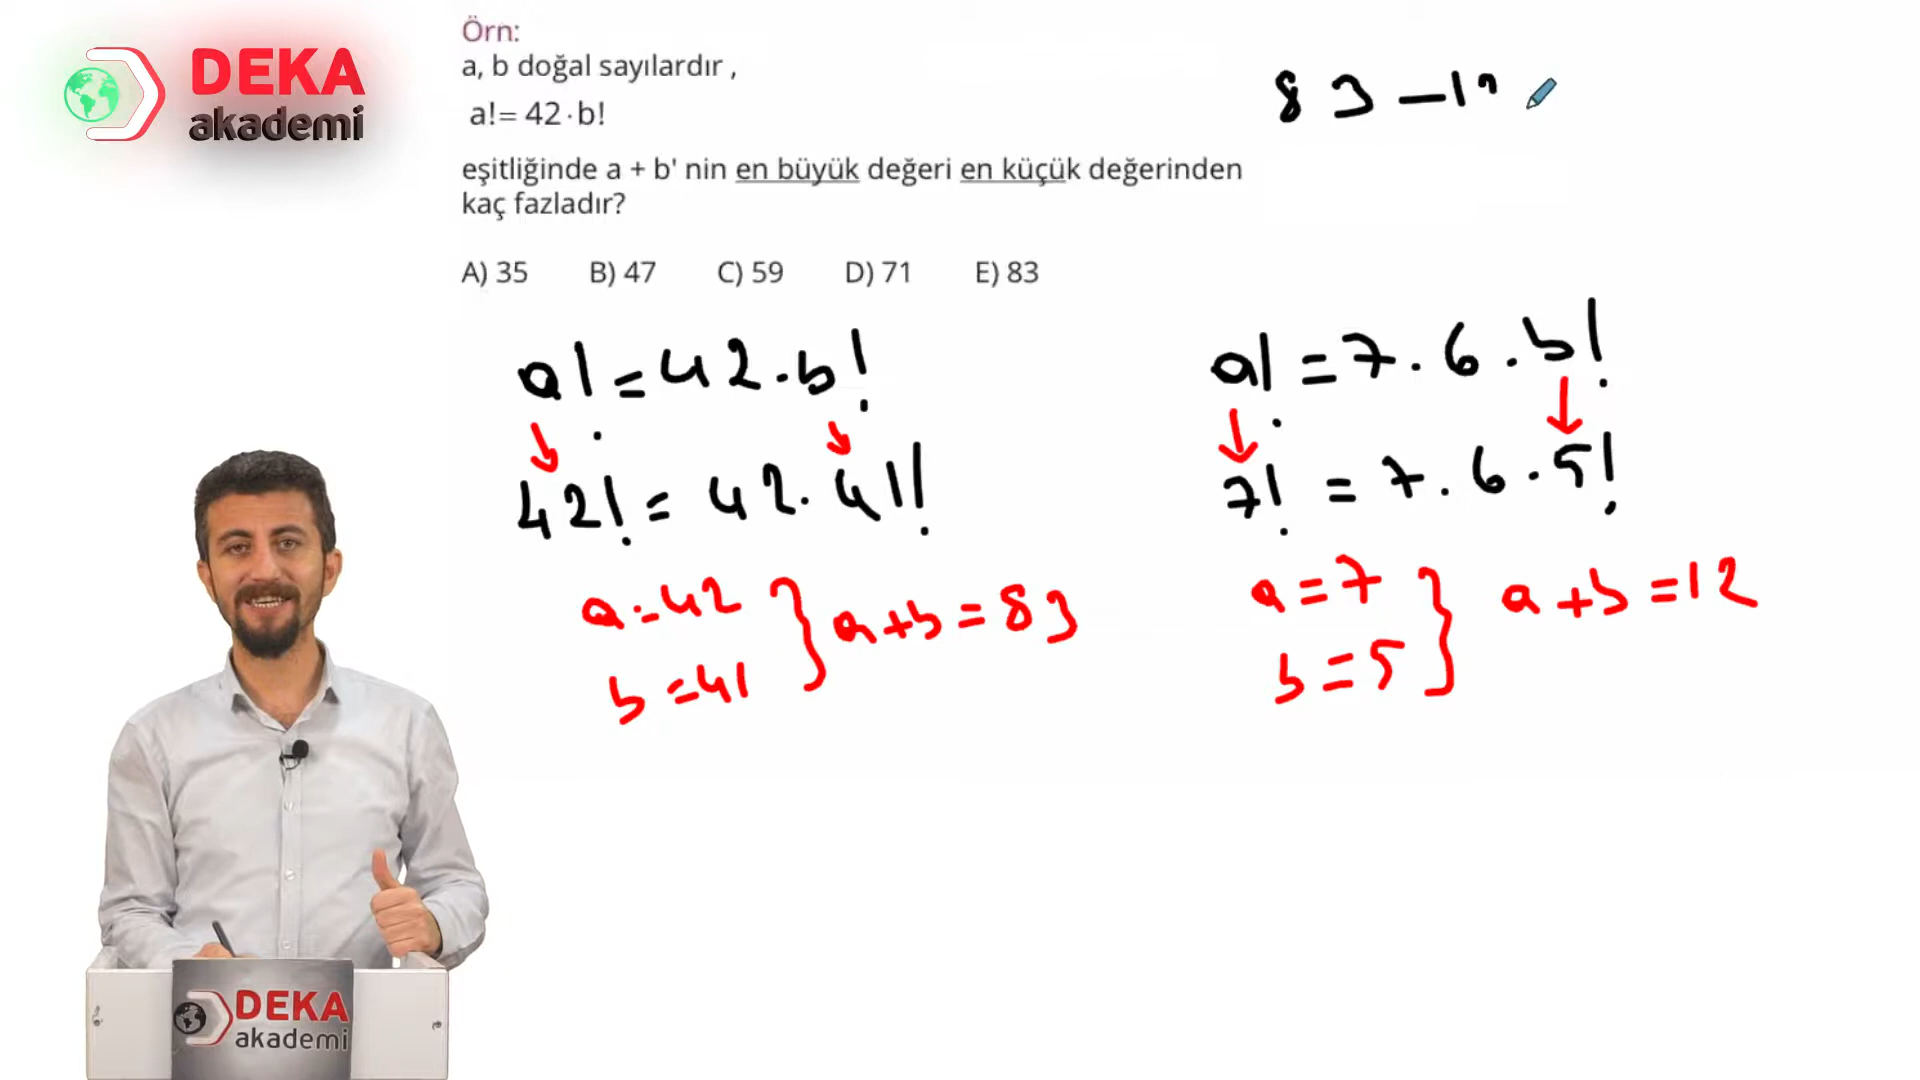 DEKA
akademi
Örn:
a, b doğal sayılardır ,
a!= 42·b!
eşitliğinde a + b' nin en büyük değeri en küçük değerinden
kaç fazladır?
A) 35 B) 47 C) 59 D) 71 E) 83
83 - 1
a! = 42 · b!
42! = 42 · 41!
a = 42
b = 41
a + b = 83
a! = 7 · 6 · b!
7! = 7 · 6 · 5!
a = 7
b = 5
a + b = 12
DEKA
akademi